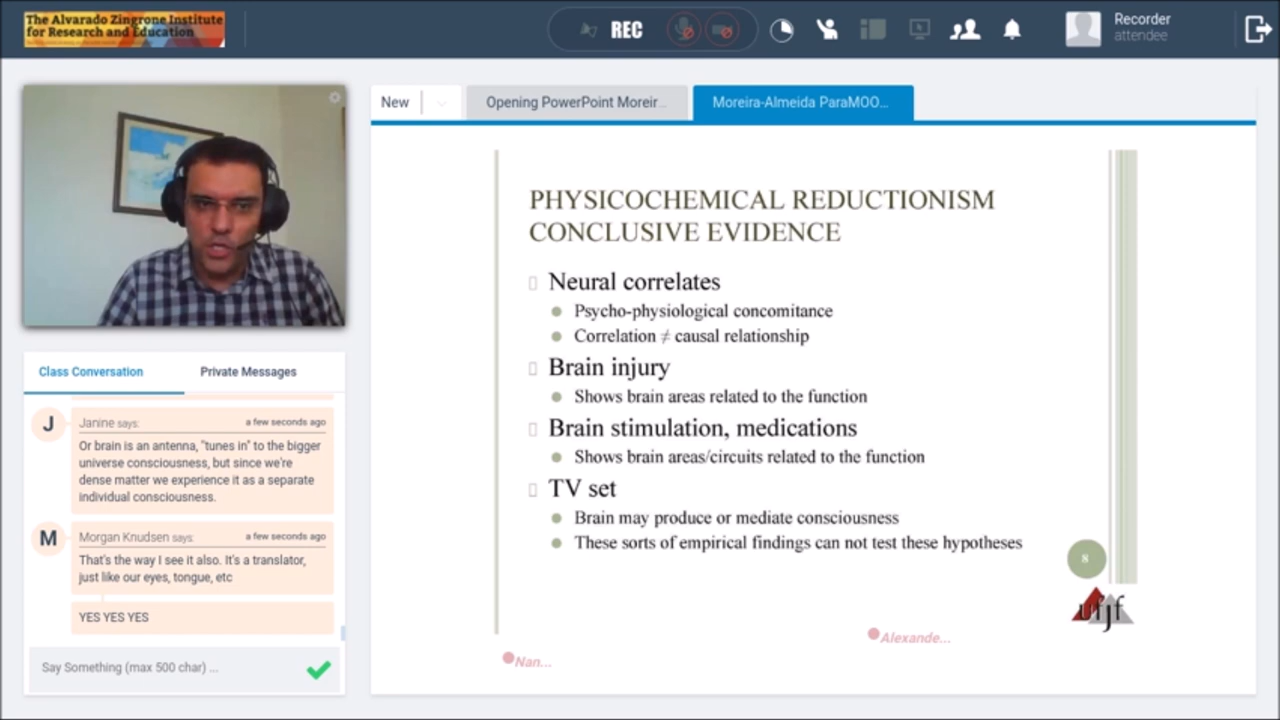 The Alvarado Zingrone Institute
for Research and Education
REC
Recorder
attendee
New
Opening PowerPoint Moreir...
Moreira-Almeida ParaMOO...
PHYSICOCHEMICAL REDUCTIONISM
CONCLUSIVE EVIDENCE
Neural correlates
Psycho-physiological concomitance
Correlation ≠ causal relationship
Brain injury
Shows brain areas related to the function
Brain stimulation, medications
Shows brain areas/circuits related to the function
TV set
Brain may produce or mediate consciousness
These sorts of empirical findings can not test these hypotheses
8
ufjf
Alexande...
Nan...
Class Conversation
Private Messages
J
Janine says:
a few seconds ago
Or brain is an antenna, "tunes in" to the bigger
universe consciousness, but since we're
dense matter we experience it as a separate
individual consciousness.
M
Morgan Knudsen says:
a few seconds ago
That's the way I see it also. It's a translator,
just like our eyes, tongue, etc
YES YES YES
Say Something (max 500 char) ...